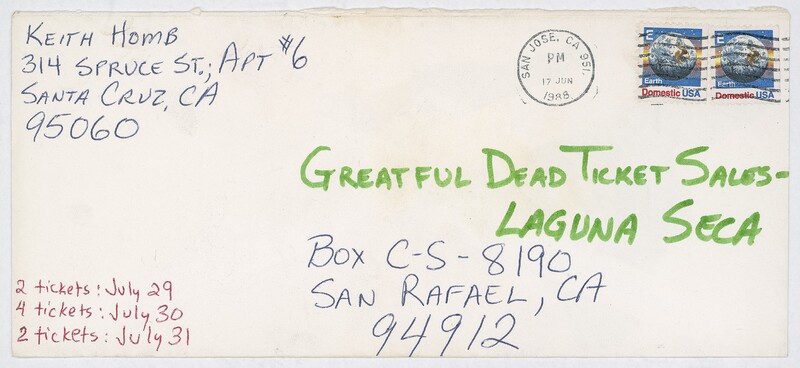 Keith Homb
314 Spruce St., Apt #6
Santa Cruz, CA
95060
SAN JOSE, CA 951
PM
17 JUN
1988
E
Earth
Domestic USA
E
Earth
Domestic USA
Greatful Dead Ticket Sales-
Laguna Seca
Box C-S-8190
San Rafael, CA
94912
2 tickets: July 29
4 tickets: July 30
2 tickets: July 31